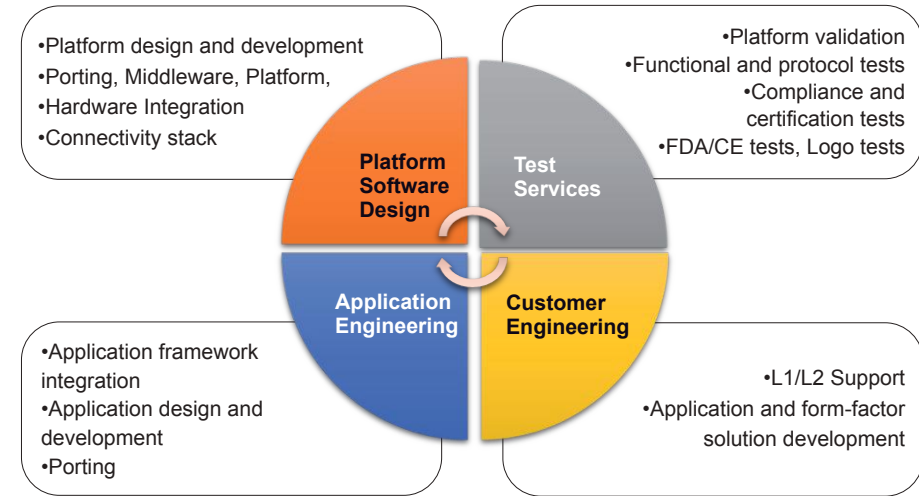 •Platform design and development
•Porting, Middleware, Platform,
•Hardware Integration
•Connectivity stack
•Platform validation
•Functional and protocol tests
•Compliance and
certification tests
•FDA/CE tests, Logo tests
Platform
Software
Design
Test
Services
Application
Engineering
Customer
Engineering
•Application framework
integration
•Application design and
development
•Porting
•L1/L2 Support
•Application and form-factor
solution development